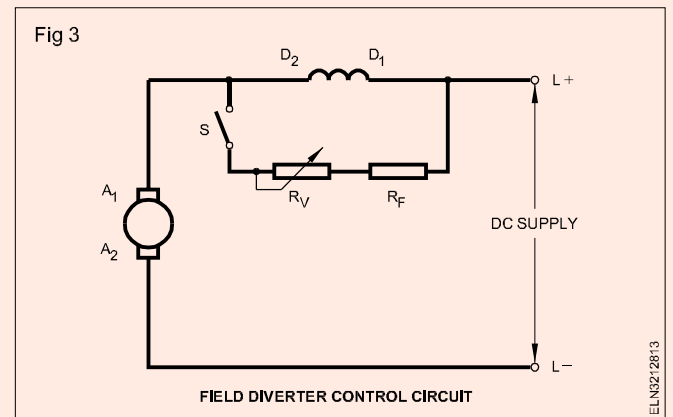 Fig 3
D2 D1
L+
S
RV RF
A1
A2
DC SUPPLY
L−
FIELD DIVERTER CONTROL CIRCUIT
ELN3212813